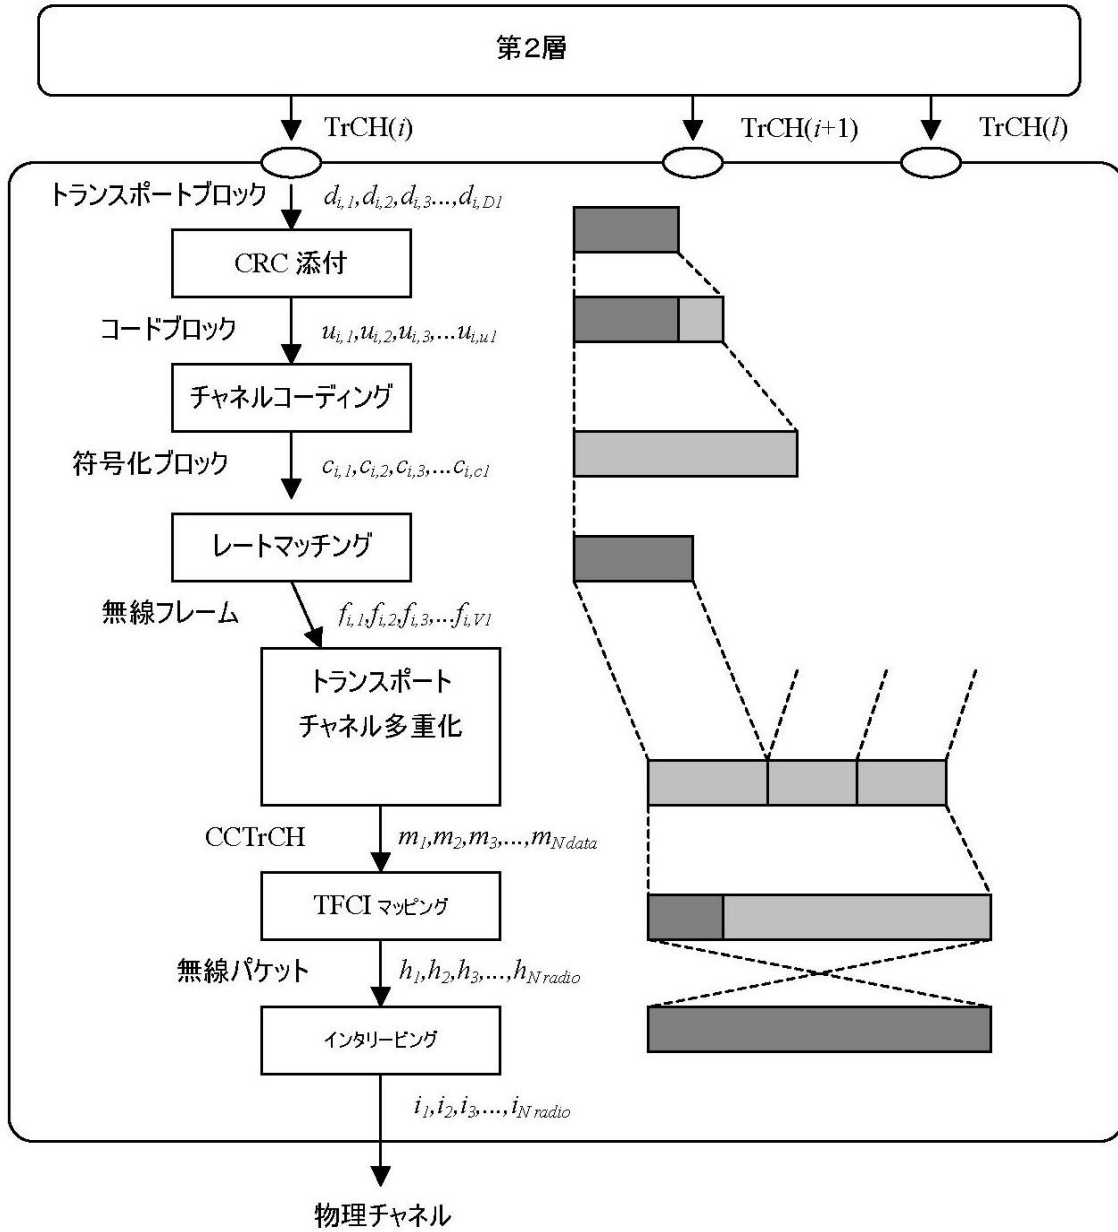 第2層
TrCH(i) TrCH(i+1) TrCH(l)
トランスポートブロック d_{i,1},d_{i,2},d_{i,3}...,d_{i,D1}
CRC 添付
コードブロック u_{i,1},u_{i,2},u_{i,3},...u_{i,u1}
チャネルコーディング
符号化ブロック c_{i,1},c_{i,2},c_{i,3},...c_{i,c1}
レートマッチング
無線フレーム f_{i,1},f_{i,2},f_{i,3},...f_{i,V1}
トランスポート
チャネル多重化
CCTrCH m_1,m_2,m_3,...,m_{Ndata}
TFCI マッピング
無線パケット h_1,h_2,h_3,...,h_{Nradio}
インタリービング
i_1,i_2,i_3,...,i_{Nradio}
物理チャネル